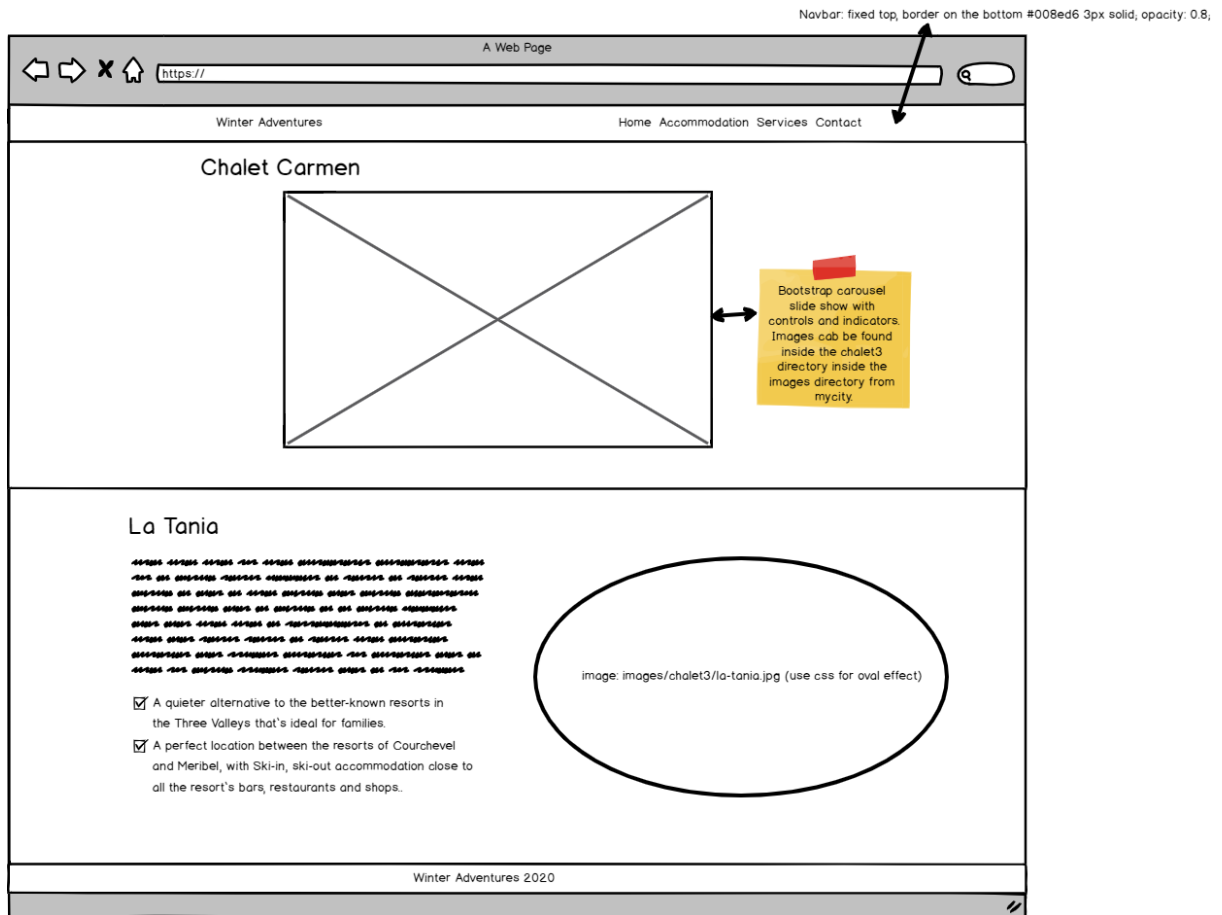 Navbar: fixed top, border on the bottom #008ed6 3px solid; opacity: 0.8;
A Web Page
https://
Winter Adventures
Home Accommodation Services Contact
Chalet Carmen
Bootstrap carousel
slide show with
controls and indicators.
Images cab be found
inside the chalet3
directory inside the
images directory from
mycity.
La Tania
A quieter alternative to the better-known resorts in
the Three Valleys that`s ideal for families.
A perfect location between the resorts of Courchevel
and Meribel, with Ski-in, ski-out accommodation close to
all the resort`s bars, restaurants and shops..
image: images/chalet3/la-tania.jpg (use css for oval effect)
Winter Adventures 2020